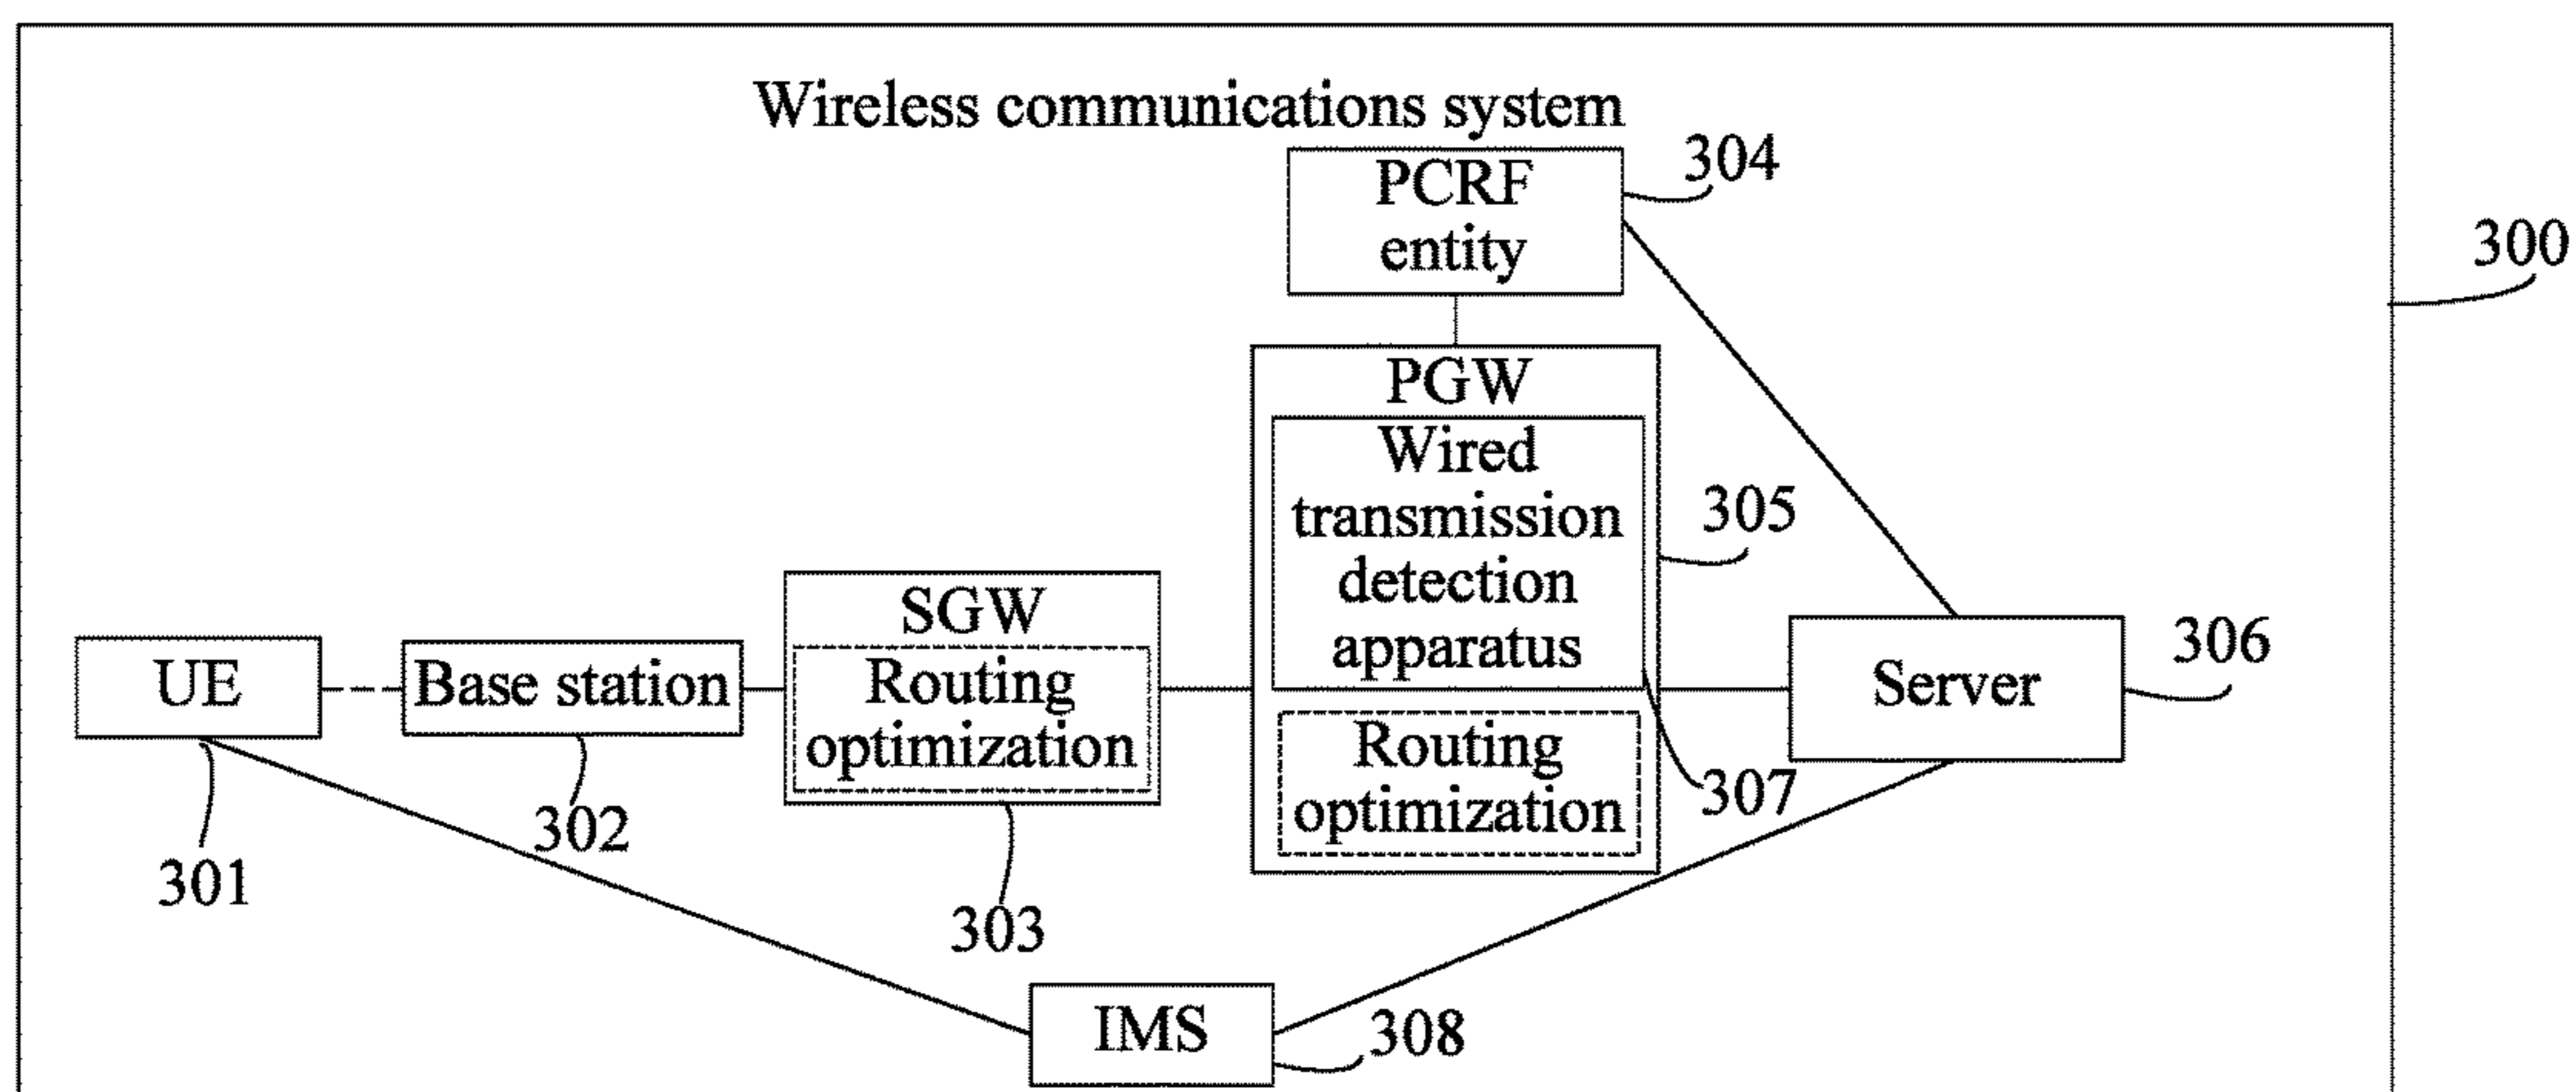 Wireless communications system
PCRF
entity
304
300
PGW
Wired
transmission
detection
apparatus
305
SGW
Routing
optimization
UE
Base station
Server
306
Routing
optimization
307
301
302
303
IMS
308